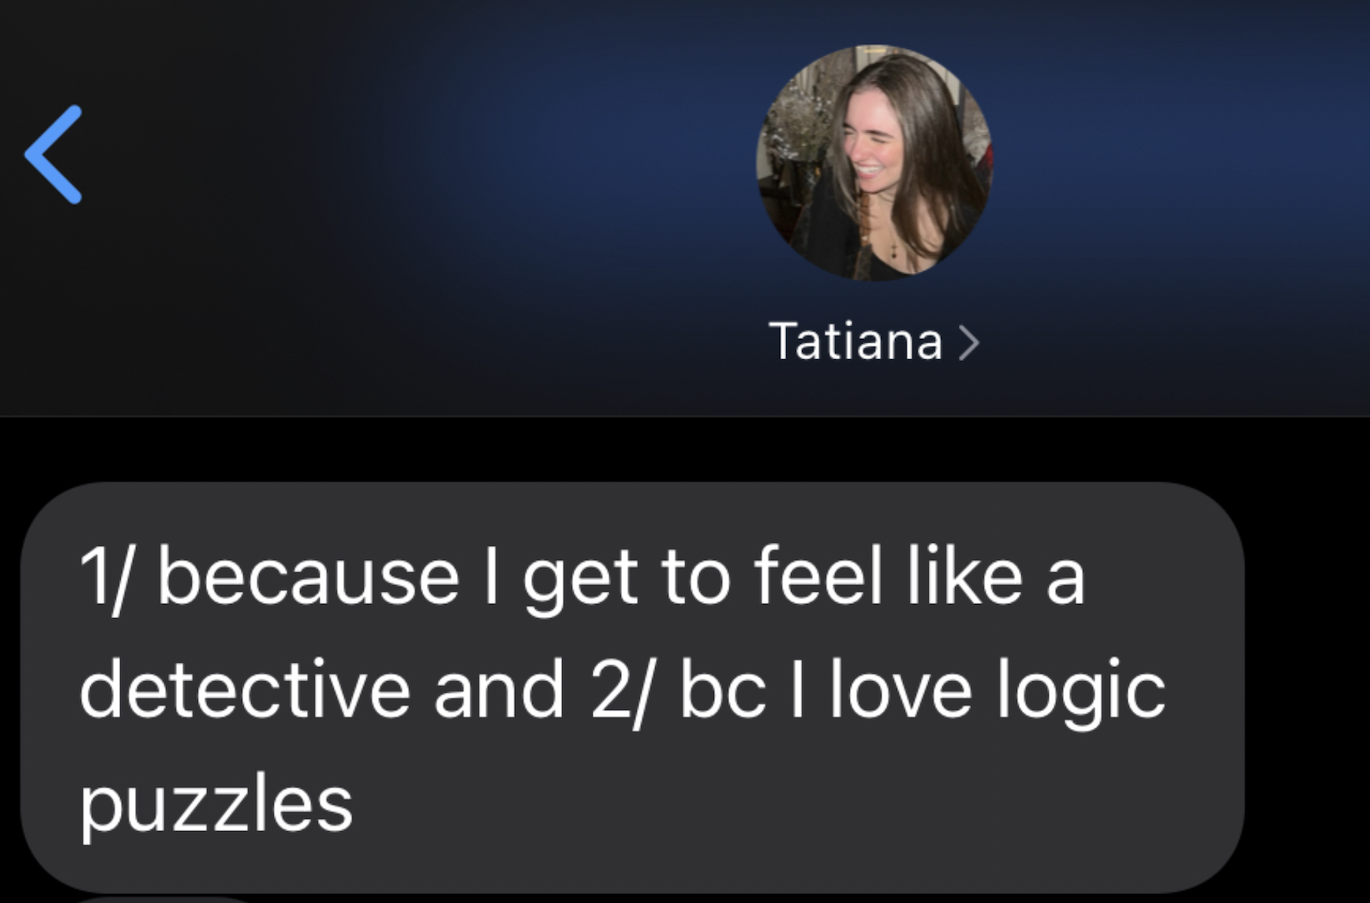 Tatiana
1/ because I get to feel like a
detective and 2/ bc I love logic
puzzles